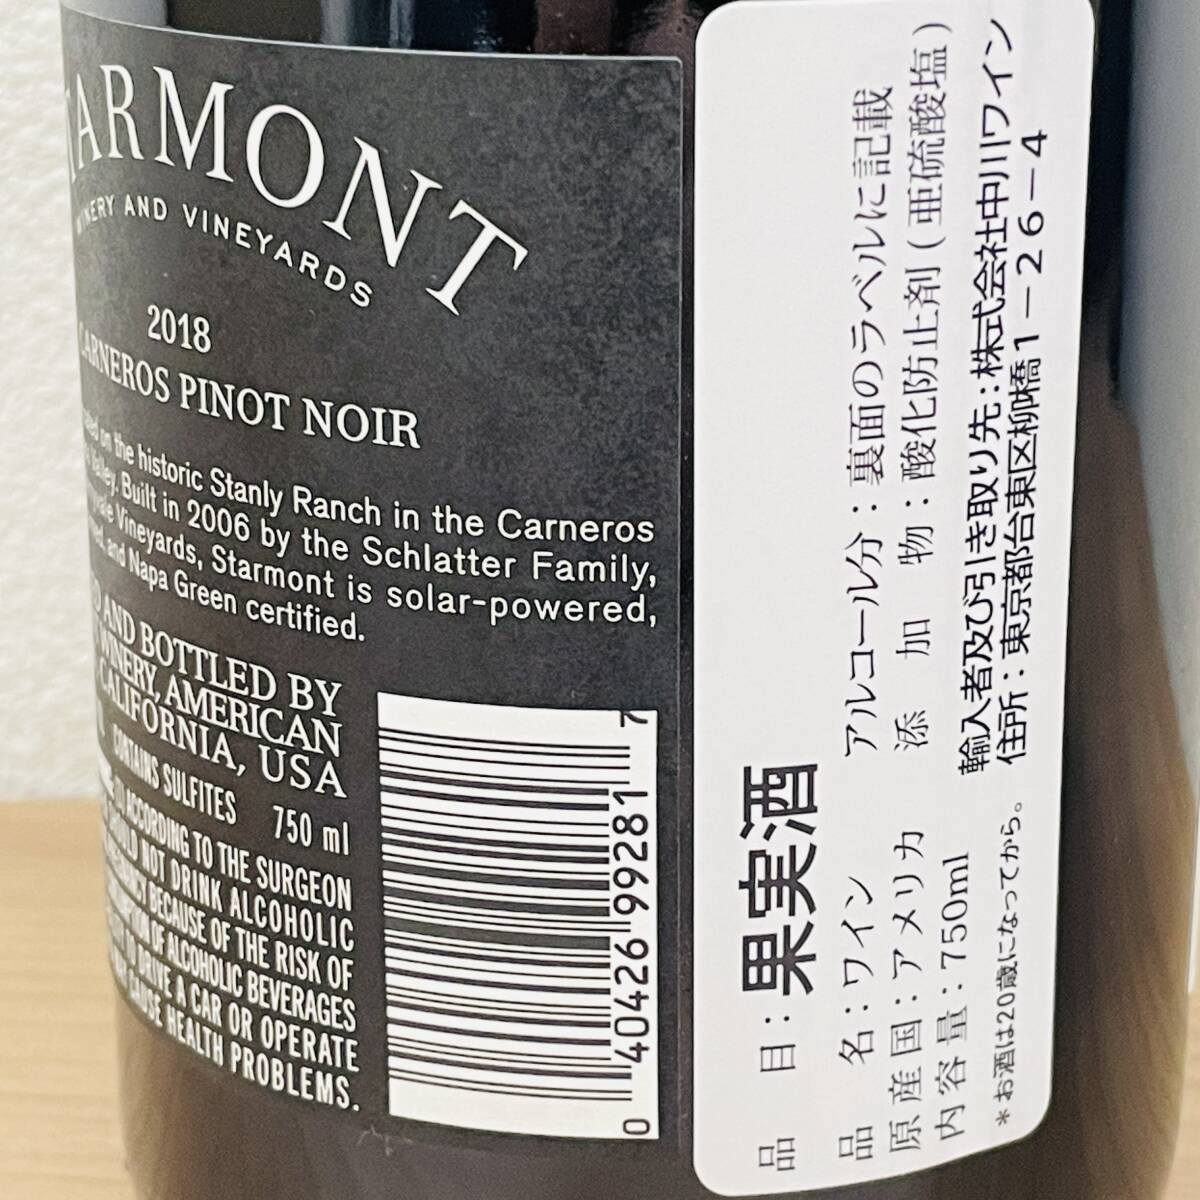 STARMONT
WINERY AND VINEYARDS
2018
CARNEROS PINOT NOIR
on the historic Stanly Ranch in the Carneros
Valley. Built in 2006 by the Schlatter Family,
Vineyards, Starmont is solar-powered,
and Napa Green certified.
AND BOTTLED BY
WINERY, AMERICAN
CALIFORNIA, USA
CONTAINS SULFITES 750 ml
ACCORDING TO THE SURGEON
NOT DRINK ALCOHOLIC
BECAUSE OF THE RISK OF
OF ALCOHOLIC BEVERAGES
TO DRIVE A CAR OR OPERATE
CAUSE HEALTH PROBLEMS.
0 40426 99281 7
品 目：果実酒
品 名：ワイン アルコール分：裏面のラベルに記載
原産国：アメリカ 添 加 物：酸化防止剤(亜硫酸塩)
内容量：750ml 輸入者及び引き取り先：株式会社中川ワイン
住所：東京都台東区柳橋1－26－4
*お酒は20歳になってから。